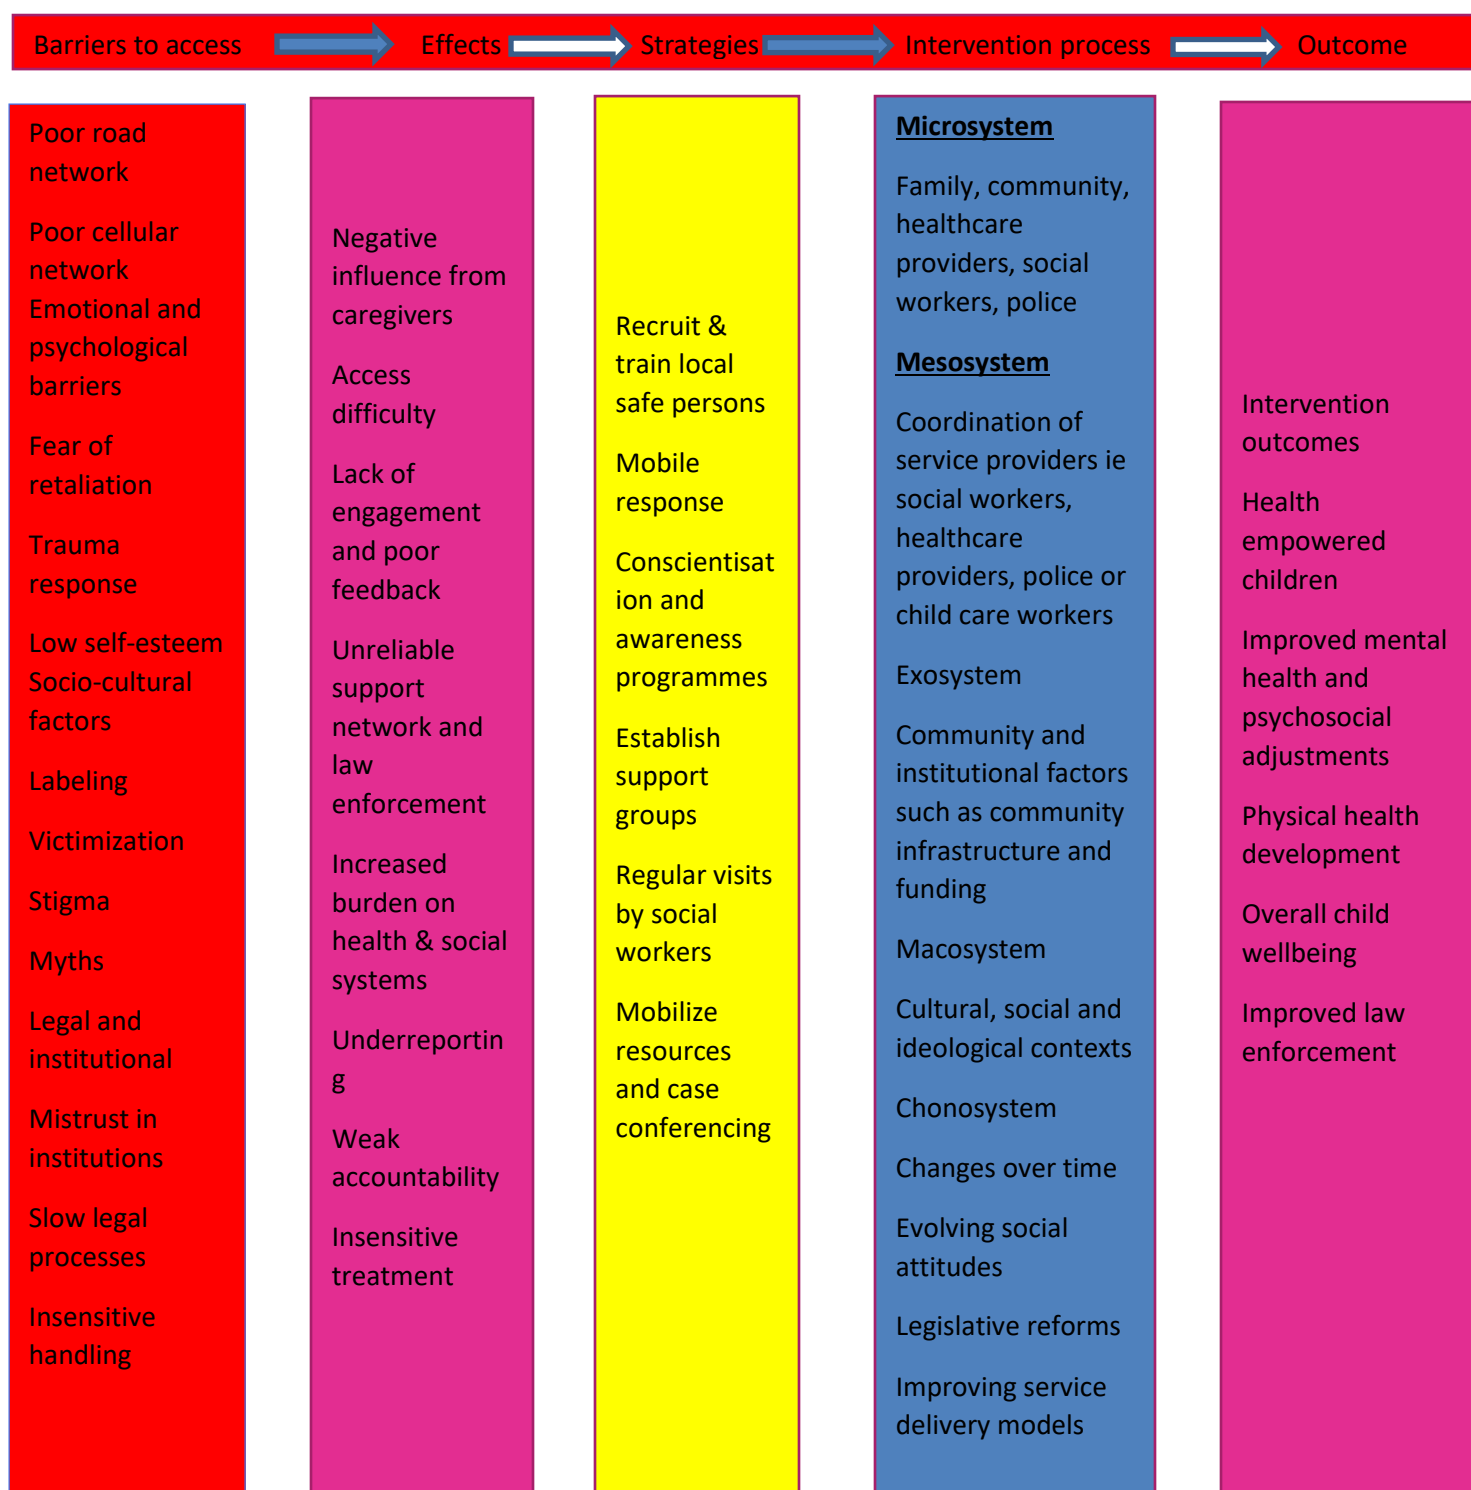 Barriers to access Effects Strategies Intervention process Outcome
Poor road
network
Poor cellular
network
Emotional and
psychological
barriers
Fear of
retaliation
Trauma
response
Low self-esteem
Socio-cultural
factors
Labeling
Victimization
Stigma
Myths
Legal and
institutional
Mistrust in
institutions
Slow legal
processes
Insensitive
handling
Negative
influence from
caregivers
Access
difficulty
Lack of
engagement
and poor
feedback
Unreliable
support
network and
law
enforcement
Increased
burden on
health & social
systems
Underreportin
g
Weak
accountability
Insensitive
treatment
Recruit &
train local
safe persons
Mobile
response
Conscientisat
ion and
awareness
programmes
Establish
support
groups
Regular visits
by social
workers
Mobilize
resources
and case
conferencing
Microsystem
Family, community,
healthcare
providers, social
workers, police
Mesosystem
Coordination of
service providers ie
social workers,
healthcare
providers, police or
child care workers
Exosystem
Community and
institutional factors
such as community
infrastructure and
funding
Macosystem
Cultural, social and
ideological contexts
Chonosystem
Changes over time
Evolving social
attitudes
Legislative reforms
Improving service
delivery models
Intervention
outcomes
Health
empowered
children
Improved mental
health and
psychosocial
adjustments
Physical health
development
Overall child
wellbeing
Improved law
enforcement